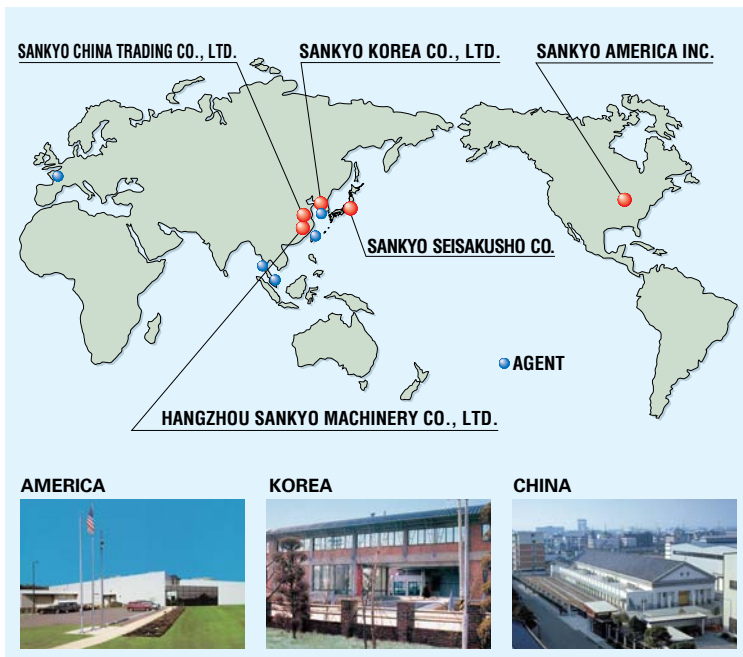 SANKYO CHINA TRADING CO., LTD.
SANKYO KOREA CO., LTD.
SANKYO AMERICA INC.
SANKYO SEISAKUSHO CO.
AGENT
HANGZHOU SANKYO MACHINERY CO., LTD.
AMERICA
KOREA
CHINA